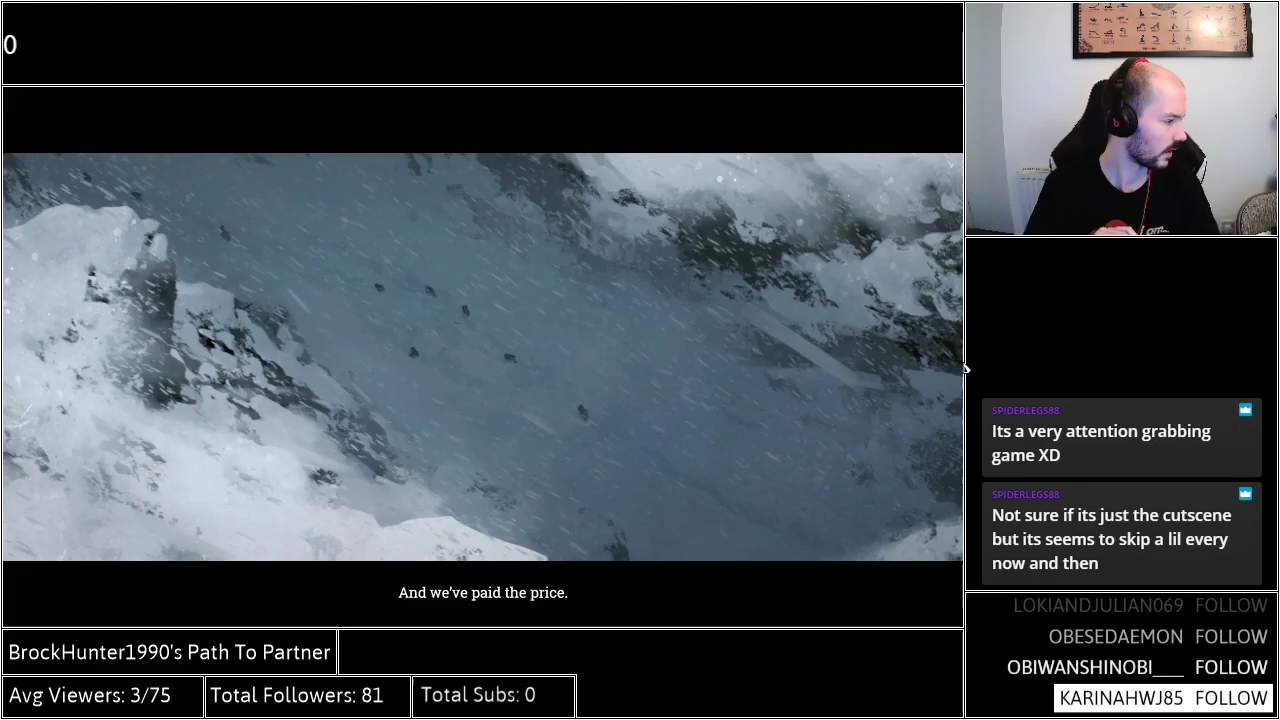 0
SPIDERLEGS88
Its a very attention grabbing
game XD
SPIDERLEGS88
Not sure if its just the cutscene
but its seems to skip a lil every
now and then
And we've paid the price.
LOKIANDJULIAN069 FOLLOW
OBESEDAEMON FOLLOW
OBIWANSHINOBI___ FOLLOW
KARINAHWJ85 FOLLOW
BrockHunter1990's Path To Partner
Avg Viewers: 3/75
Total Followers: 81
Total Subs: 0